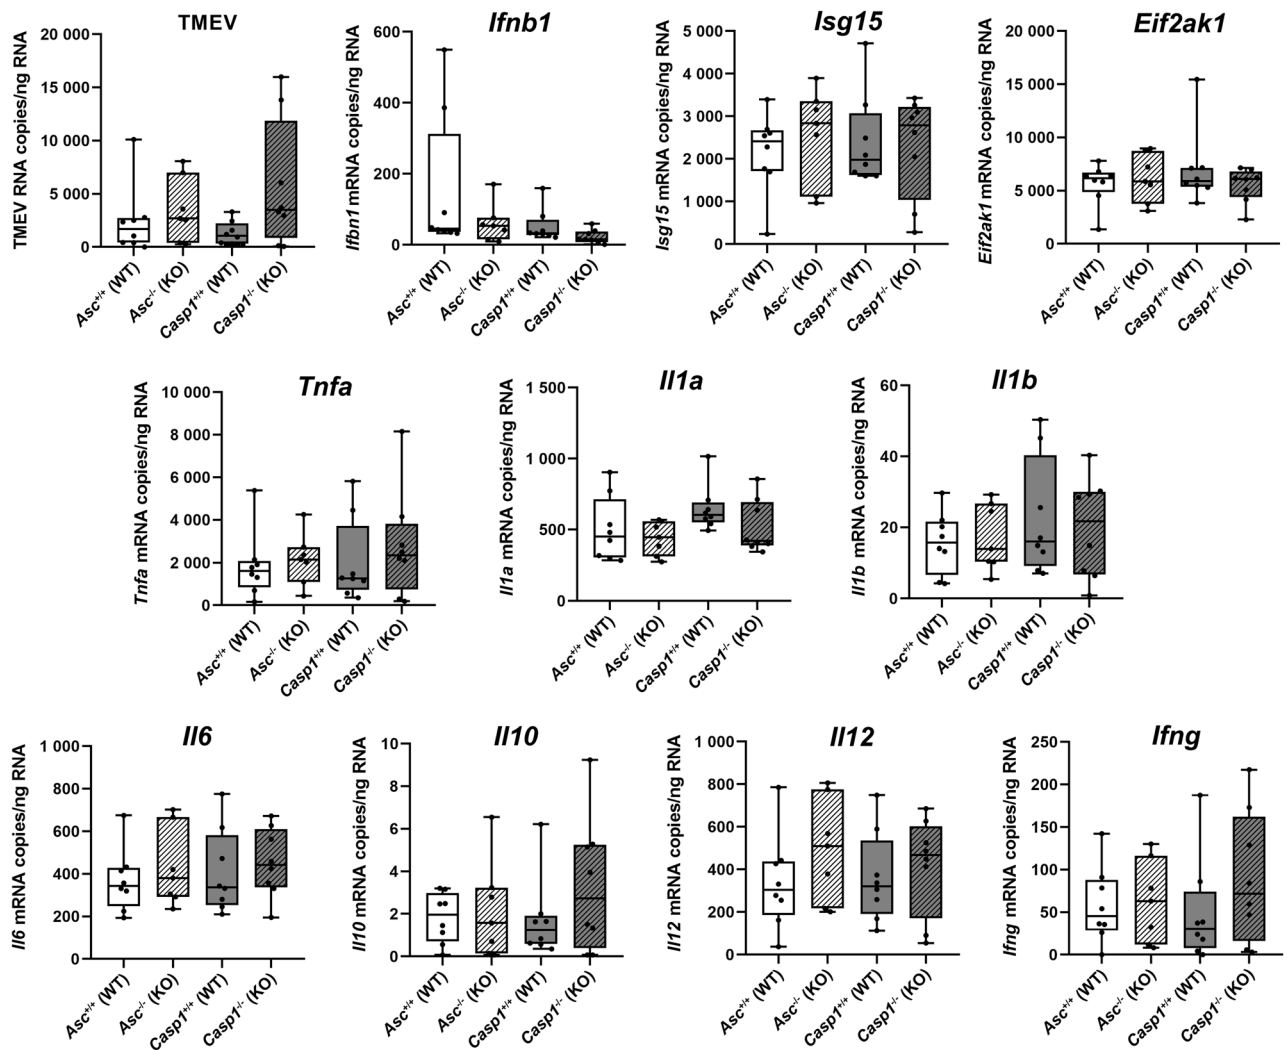 TMEV
TMEV RNA copies/ng RNA
20 000
15 000
10 000
5 000
0
Asc+/+ (WT)
Asc-/- (KO)
Casp1+/+ (WT)
Casp1-/- (KO)
Ifnb1
Ifbn1 mRNA copies/ng RNA
600
400
200
0
Asc+/+ (WT)
Asc-/- (KO)
Casp1+/+ (WT)
Casp1-/- (KO)
Isg15
Isg15 mRNA copies/ng RNA
5 000
4 000
3 000
2 000
1 000
0
Asc+/+ (WT)
Asc-/- (KO)
Casp1+/+ (WT)
Casp1-/- (KO)
Eif2ak1
Eif2ak1 mRNA copies/ng RNA
20 000
15 000
10 000
5 000
0
Asc+/+ (WT)
Asc-/- (KO)
Casp1+/+ (WT)
Casp1-/- (KO)
Tnfa
Tnfa mRNA copies/ng RNA
10 000
8 000
6 000
4 000
2 000
0
Asc+/+ (WT)
Asc-/- (KO)
Casp1+/+ (WT)
Casp1-/- (KO)
Il1a
Il1a mRNA copies/ng RNA
1 500
1 000
500
0
Asc+/+ (WT)
Asc-/- (KO)
Casp1+/+ (WT)
Casp1-/- (KO)
Il1b
Il1b mRNA copies/ng RNA
60
40
20
0
Asc+/+ (WT)
Asc-/- (KO)
Casp1+/+ (WT)
Casp1-/- (KO)
Il6
Il6 mRNA copies/ng RNA
1 000
800
600
400
200
0
Asc+/+ (WT)
Asc-/- (KO)
Casp1+/+ (WT)
Casp1-/- (KO)
Il10
Il10 mRNA copies/ng RNA
10
8
6
4
2
0
Asc+/+ (WT)
Asc-/- (KO)
Casp1+/+ (WT)
Casp1-/- (KO)
Il12
Il12 mRNA copies/ng RNA
1 000
800
600
400
200
0
Asc+/+ (WT)
Asc-/- (KO)
Casp1+/+ (WT)
Casp1-/- (KO)
Ifng
Ifng mRNA copies/ng RNA
250
200
150
100
50
0
Asc+/+ (WT)
Asc-/- (KO)
Casp1+/+ (WT)
Casp1-/- (KO)